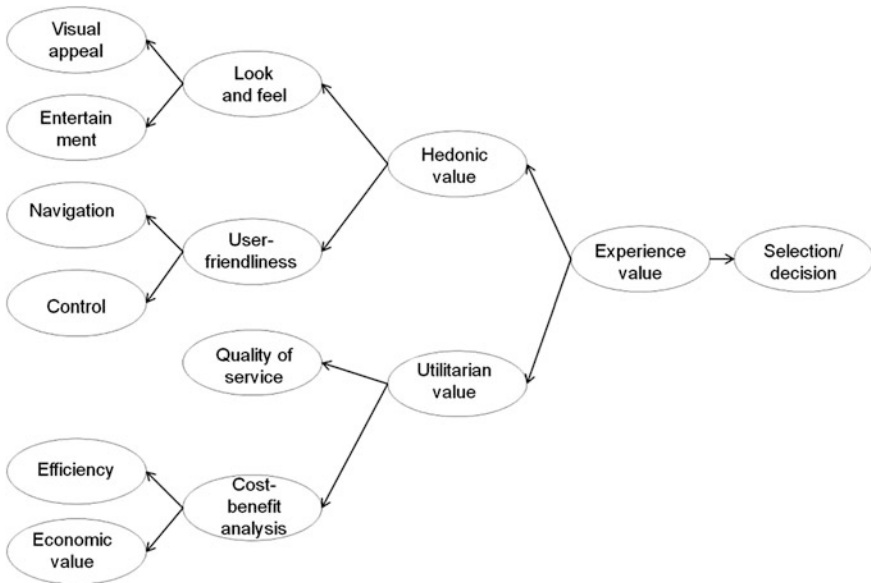 Visual
appeal
Look
and feel
Entertain
ment
Hedonic
value
Navigation
User-
friendliness
Experience
value
Selection/
decision
Control
Quality of
service
Utilitarian
value
Efficiency
Cost-
benefit
analysis
Economic
value